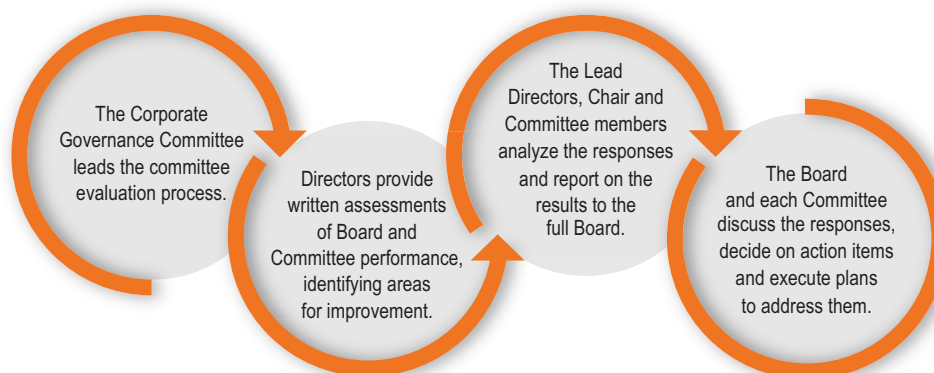 The Corporate
Governance Committee
leads the committee
evaluation process.
Directors provide
written assessments
of Board and
Committee performance,
identifying areas
for improvement.
The Lead
Directors, Chair and
Committee members
analyze the responses
and report on the
results to the
full Board.
The Board
and each Committee
discuss the responses,
decide on action items
and execute plans
to address them.